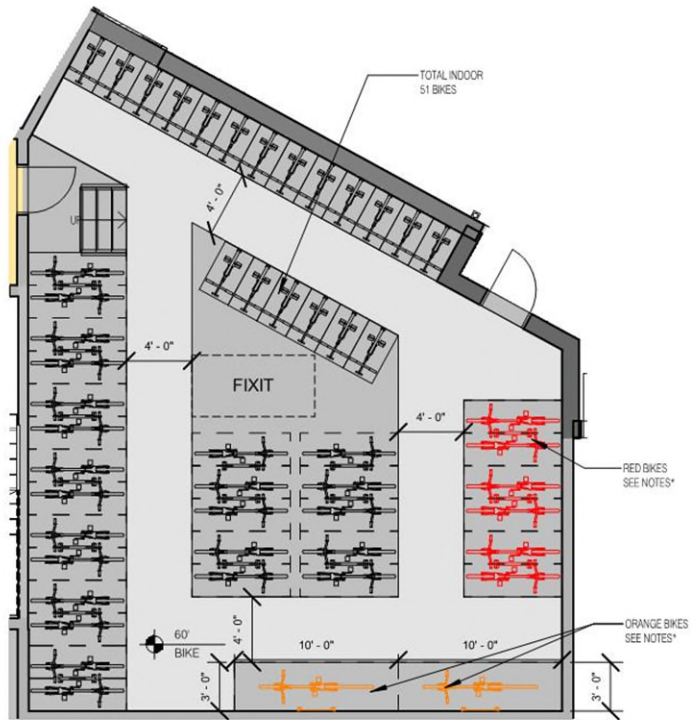 TOTAL INDOOR
51 BIKES
4' - 0"
UP
4' - 0"
FIXIT
4' - 0"
RED BIKES
SEE NOTES*
4' - 0"
60'
BIKE
10' - 0"
10' - 0"
ORANGE BIKES
SEE NOTES*
3' - 0"
3' - 0"